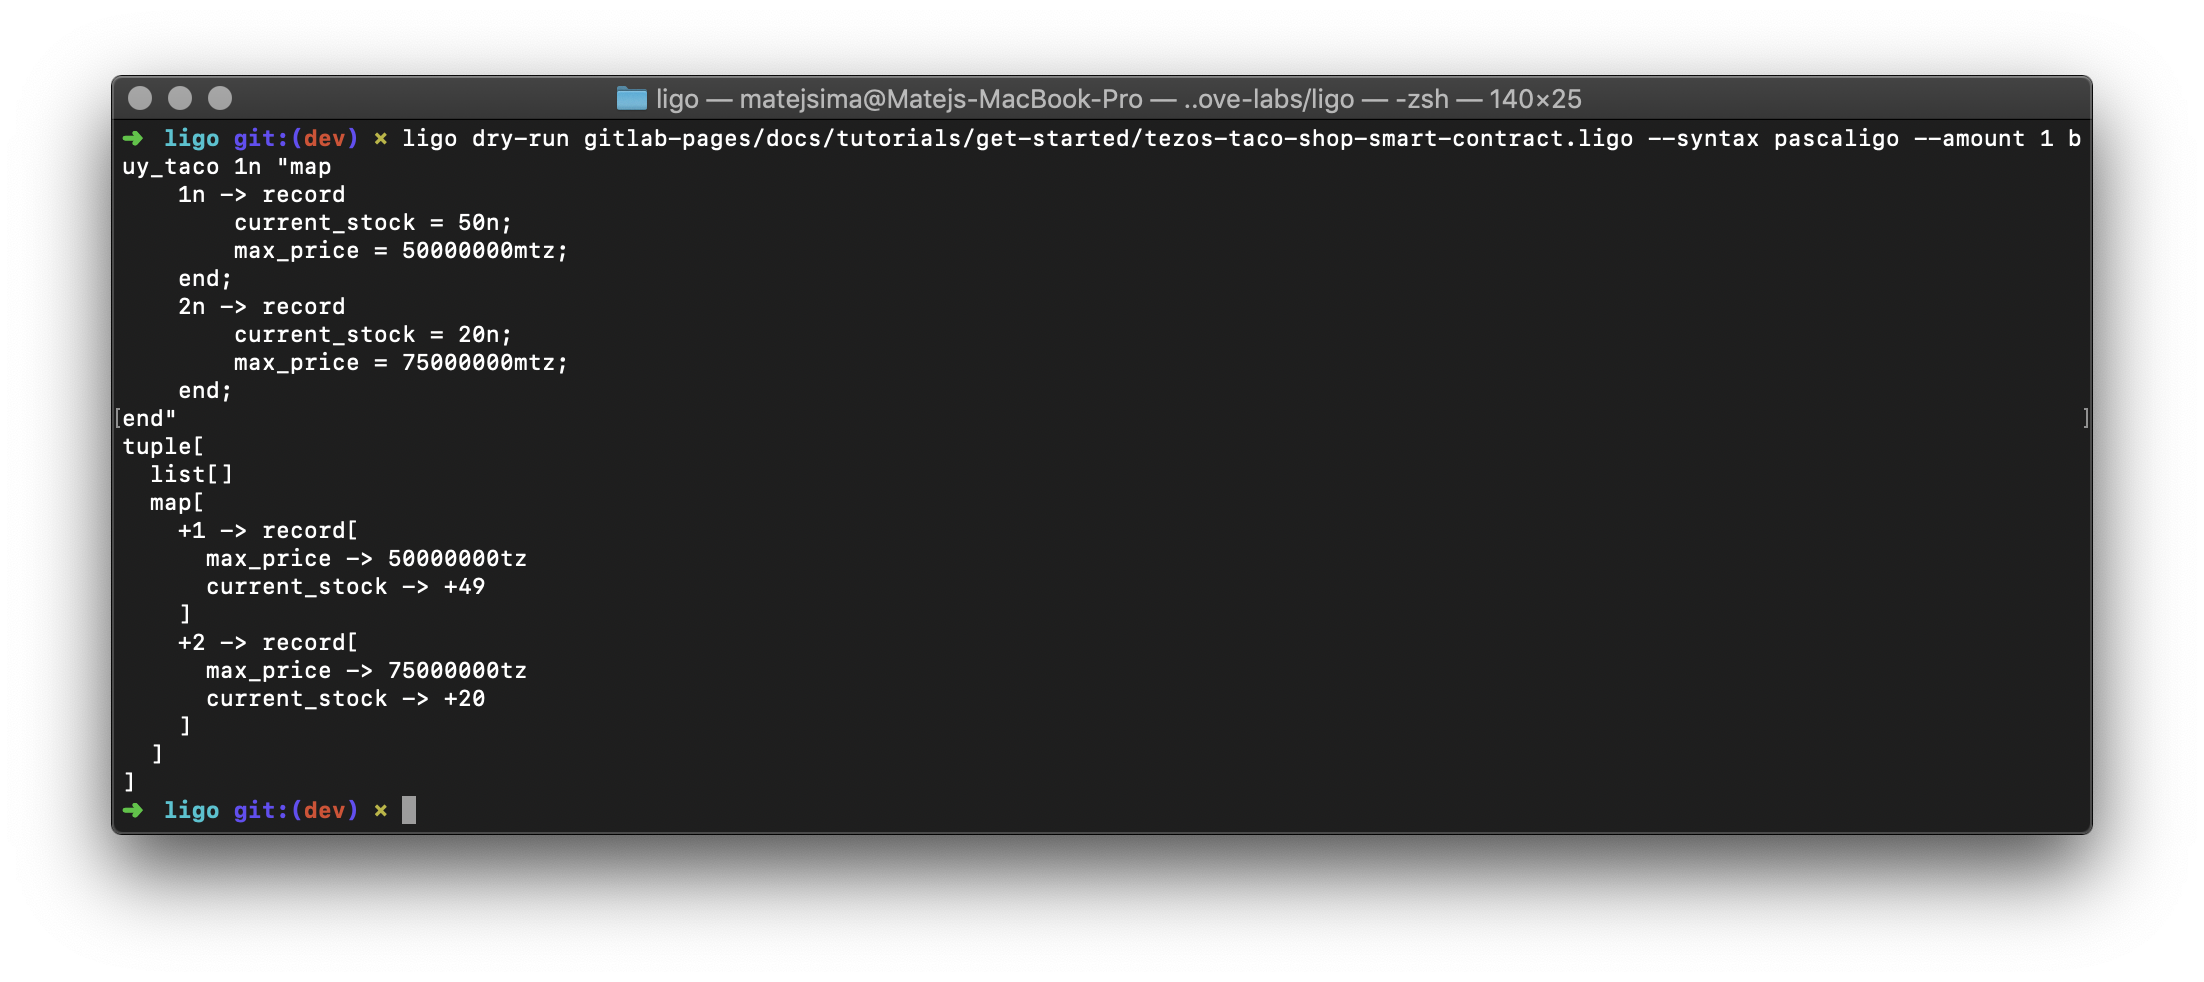 ligo — matejsima@Matejs-MacBook-Pro — ..ove-labs/ligo — -zsh — 140×25
➜  ligo git:(dev) × ligo dry-run gitlab-pages/docs/tutorials/get-started/tezos-taco-shop-smart-contract.ligo --syntax pascaligo --amount 1 b
uy_taco 1n "map
    1n -> record
        current_stock = 50n;
        max_price = 50000000mtz;
    end;
    2n -> record
        current_stock = 20n;
        max_price = 75000000mtz;
    end;
[end" ]
tuple[
  list[]
  map[
    +1 -> record[
      max_price -> 50000000tz
      current_stock -> +49
    ]
    +2 -> record[
      max_price -> 75000000tz
      current_stock -> +20
    ]
  ]
]
➜  ligo git:(dev) ×